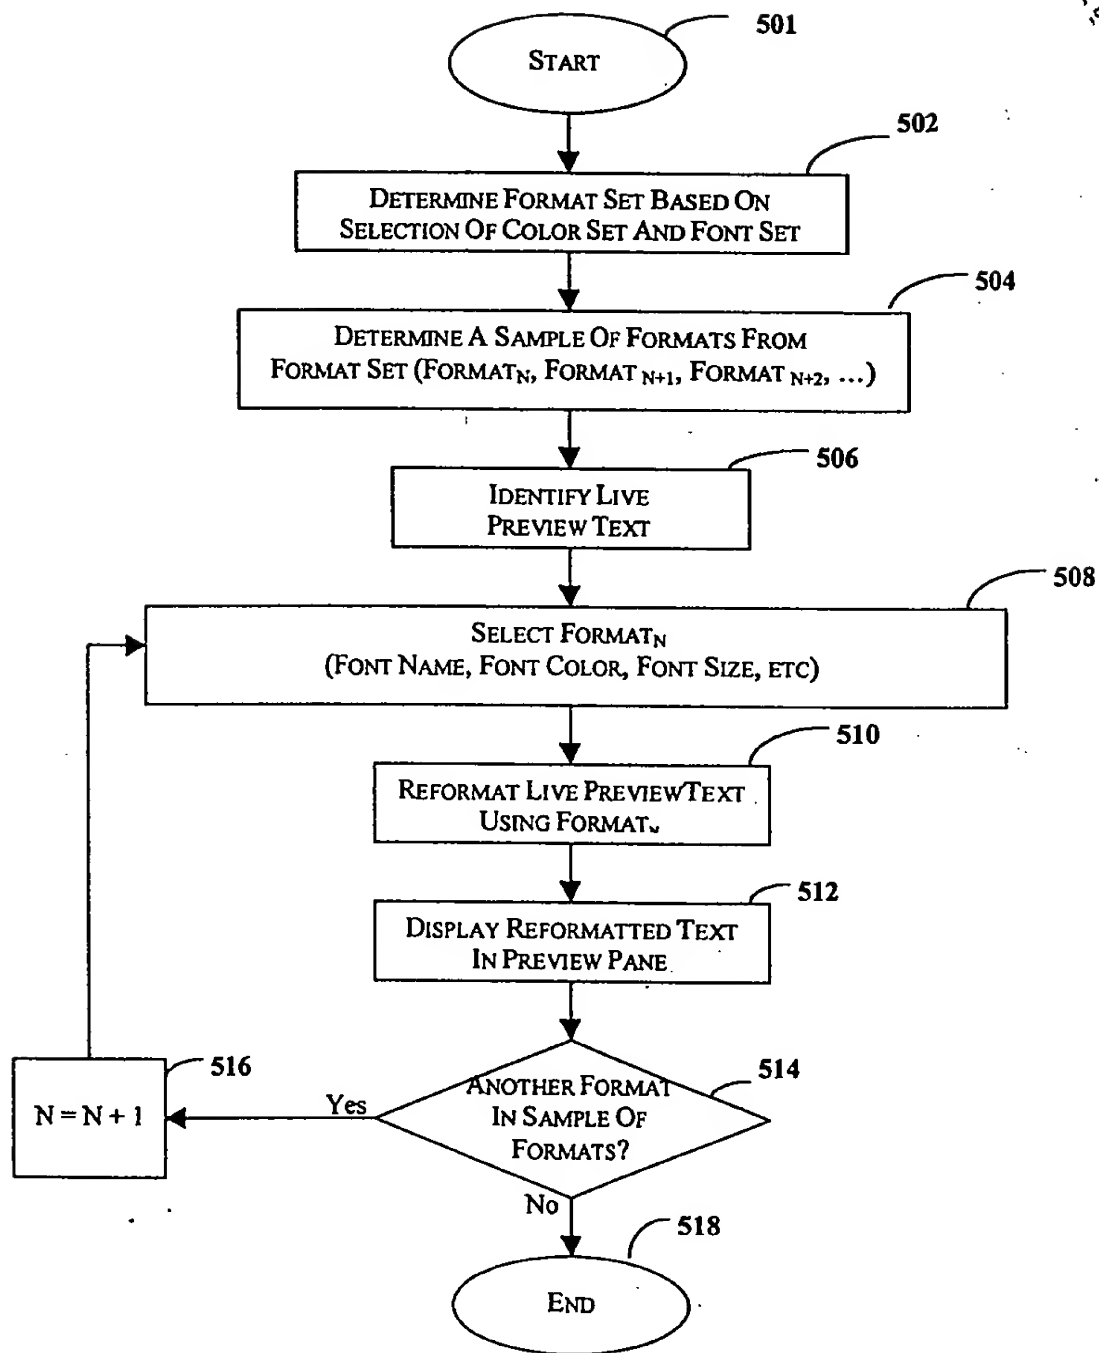 501
START
502
DETERMINE FORMAT SET BASED ON
SELECTION OF COLOR SET AND FONT SET
504
DETERMINE A SAMPLE OF FORMATS FROM
FORMAT SET (FORMATN, FORMAT N+1, FORMAT N+2, ...)
506
IDENTIFY LIVE
PREVIEW TEXT
508
SELECT FORMATN
(FONT NAME, FONT COLOR, FONT SIZE, ETC)
510
REFORMAT LIVE PREVIEWTEXT
USING FORMAT
512
DISPLAY REFORMATTED TEXT
IN PREVIEW PANE
514
ANOTHER FORMAT
IN SAMPLE OF
FORMATS?
Yes
516
N = N + 1
No
518
END